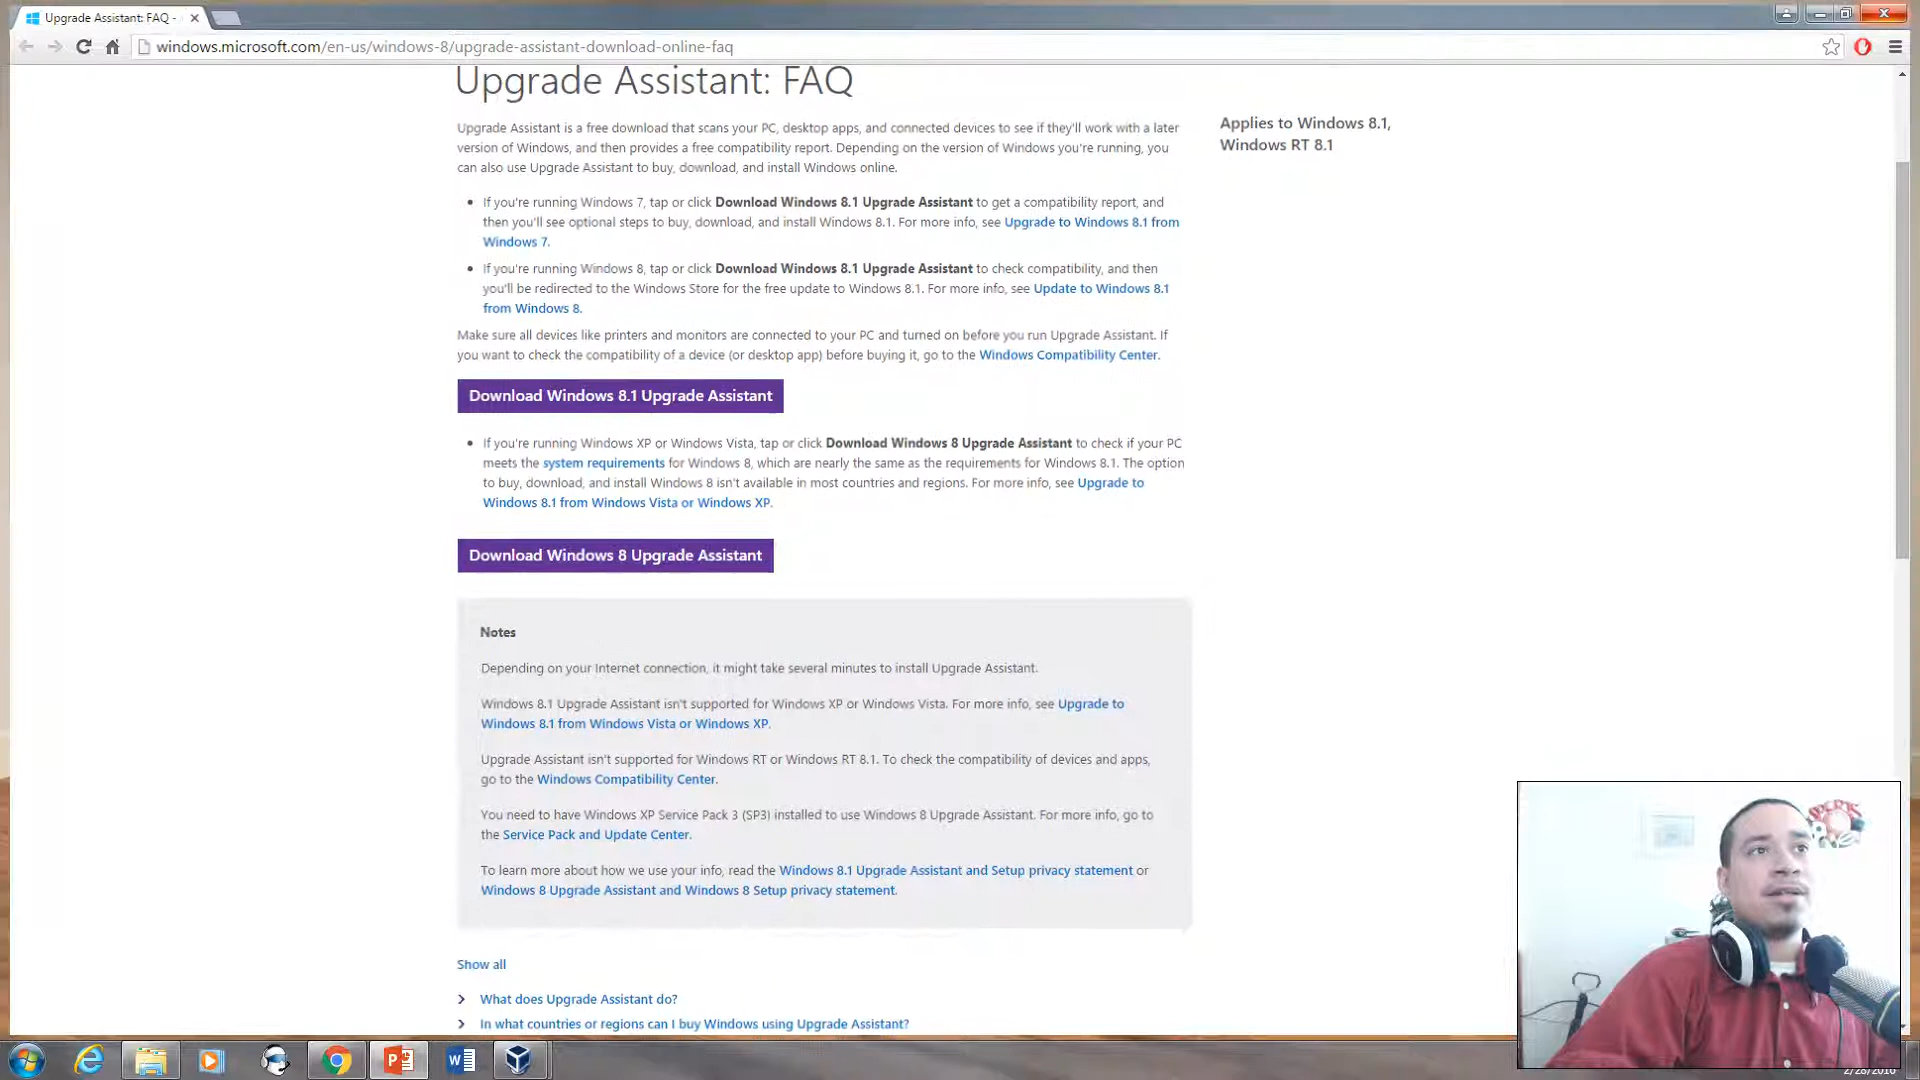 Upgrade Assistant: FAQ -
windows.microsoft.com/en-us/windows-8/upgrade-assistant-download-online-faq
Upgrade Assistant: FAQ
Applies to Windows 8.1,
Windows RT 8.1
Upgrade Assistant is a free download that scans your PC, desktop apps, and connected devices to see if they'll work with a later
version of Windows, and then provides a free compatibility report. Depending on the version of Windows you're running, you
can also use Upgrade Assistant to buy, download, and install Windows online.
• If you're running Windows 7, tap or click Download Windows 8.1 Upgrade Assistant to get a compatibility report, and
then you'll see optional steps to buy, download, and install Windows 8.1. For more info, see Upgrade to Windows 8.1 from
Windows 7.
• If you're running Windows 8, tap or click Download Windows 8.1 Upgrade Assistant to check compatibility, and then
you'll be redirected to the Windows Store for the free update to Windows 8.1. For more info, see Update to Windows 8.1
from Windows 8.
Make sure all devices like printers and monitors are connected to your PC and turned on before you run Upgrade Assistant. If
you want to check the compatibility of a device (or desktop app) before buying it, go to the Windows Compatibility Center.
Download Windows 8.1 Upgrade Assistant
• If you're running Windows XP or Windows Vista, tap or click Download Windows 8 Upgrade Assistant to check if your PC
meets the system requirements for Windows 8, which are nearly the same as the requirements for Windows 8.1. The option
to buy, download, and install Windows 8 isn't available in most countries and regions. For more info, see Upgrade to
Windows 8.1 from Windows Vista or Windows XP.
Download Windows 8 Upgrade Assistant
Notes
Depending on your Internet connection, it might take several minutes to install Upgrade Assistant.
Windows 8.1 Upgrade Assistant isn't supported for Windows XP or Windows Vista. For more info, see Upgrade to
Windows 8.1 from Windows Vista or Windows XP.
Upgrade Assistant isn't supported for Windows RT or Windows RT 8.1. To check the compatibility of devices and apps,
go to the Windows Compatibility Center.
You need to have Windows XP Service Pack 3 (SP3) installed to use Windows 8 Upgrade Assistant. For more info, go to
the Service Pack and Update Center.
To learn more about how we use your info, read the Windows 8.1 Upgrade Assistant and Setup privacy statement or
Windows 8 Upgrade Assistant and Windows 8 Setup privacy statement.
Show all
What does Upgrade Assistant do?
In what countries or regions can I buy Windows using Upgrade Assistant?
SPORTS
2/28/2016